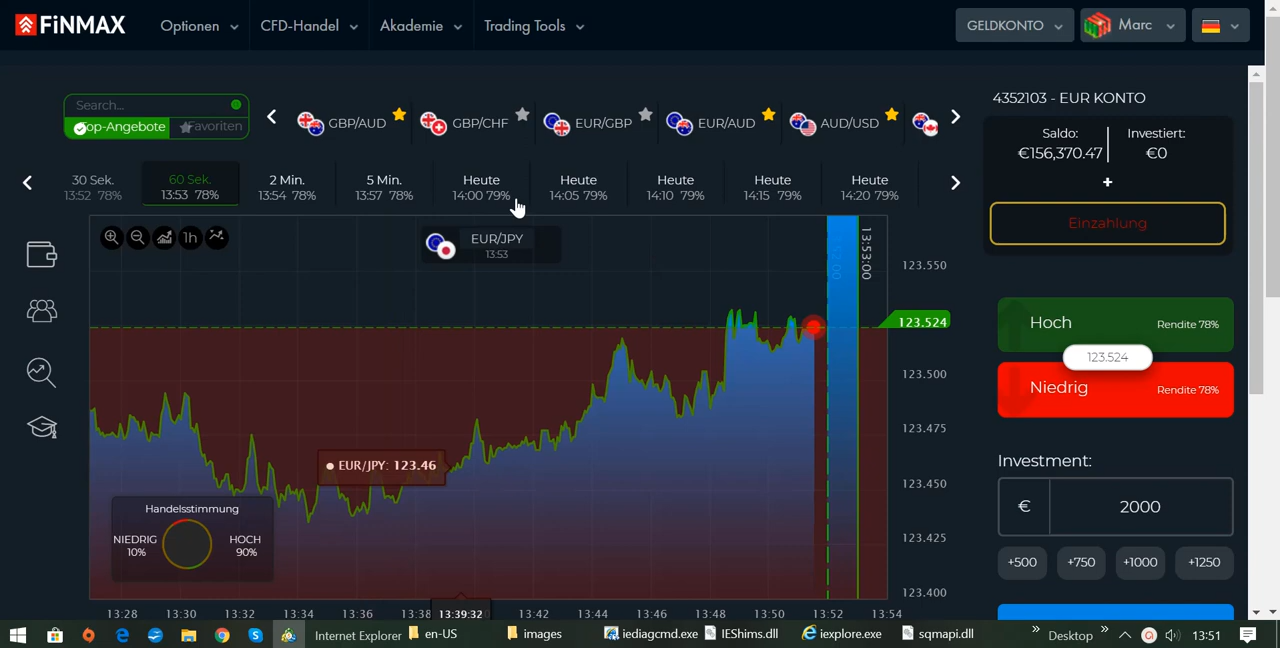 FiNMAX Optionen CFD-Handel Akademie Trading Tools GELDKONTO Marc
Search...
Top-Angebote Favoriten
GBP/AUD GBP/CHF EUR/GBP EUR/AUD AUD/USD
4352103 - EUR KONTO
Saldo: Investiert:
€156,370.47 €0
+
Einzahlung
30 Sek. 60 Sek. 2 Min. 5 Min. Heute Heute Heute Heute Heute
13:52 78% 13:53 78% 13:54 78% 13:57 78% 14:00 79% 14:05 79% 14:10 79% 14:15 79% 14:20 79%
1h
EUR/JPY
13:53
13:53:00
123.550
123.524
123.500
123.475
123.450
123.425
123.400
EUR/JPY: 123.46
Handelsstimmung
NIEDRIG HOCH
10% 90%
13:28 13:30 13:32 13:34 13:36 13:38 13:39:32 13:42 13:44 13:46 13:48 13:50 13:52 13:54
Hoch Rendite 78%
123.524
Niedrig Rendite 78%
Investment:
€ 2000
+500 +750 +1000 +1250
Internet Explorer en-US images iediagcmd.exe IEShims.dll iexplore.exe sqmapi.dll » Desktop » 13:51